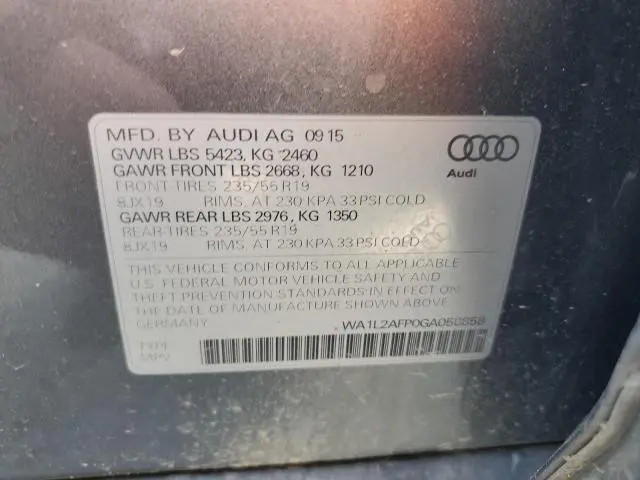 MFD. BY AUDI AG 09 15
GVWR LBS 5423, KG 2460
GAWR FRONT LBS 2668, KG 1210
FRONT-TIRES 235/55 R19
8JX19 RIMS, AT 230 KPA 33 PSI COLD
GAWR REAR LBS 2976, KG 1350
REAR-TIRES 235/55 R19
8JX19 RIMS, AT 230 KPA 33 PSI COLD
THIS VEHICLE CONFORMS TO ALL APPLICABLE
U.S. FEDERAL MOTOR VEHICLE SAFETY AND
THEFT PREVENTION STANDARDS IN EFFECT ON
THE DATE OF MANUFACTURE SHOWN ABOVE.
GERMANY
TYPE
MPV
Audi